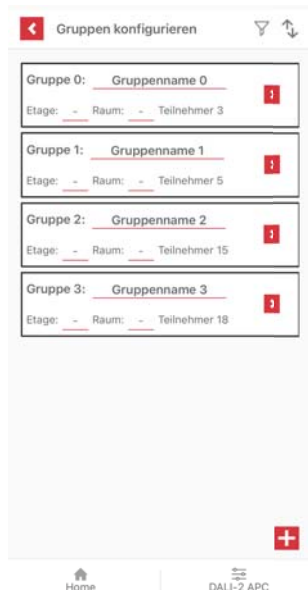 Gruppen konfigurieren
Gruppe 0: Gruppenname 0
Etage: - Raum: - Teilnehmer 3
Gruppe 1: Gruppenname 1
Etage: - Raum: - Teilnehmer 5
Gruppe 2: Gruppenname 2
Etage: - Raum: - Teilnehmer 15
Gruppe 3: Gruppenname 3
Etage: - Raum: - Teilnehmer 18
Home DALI-2 APC